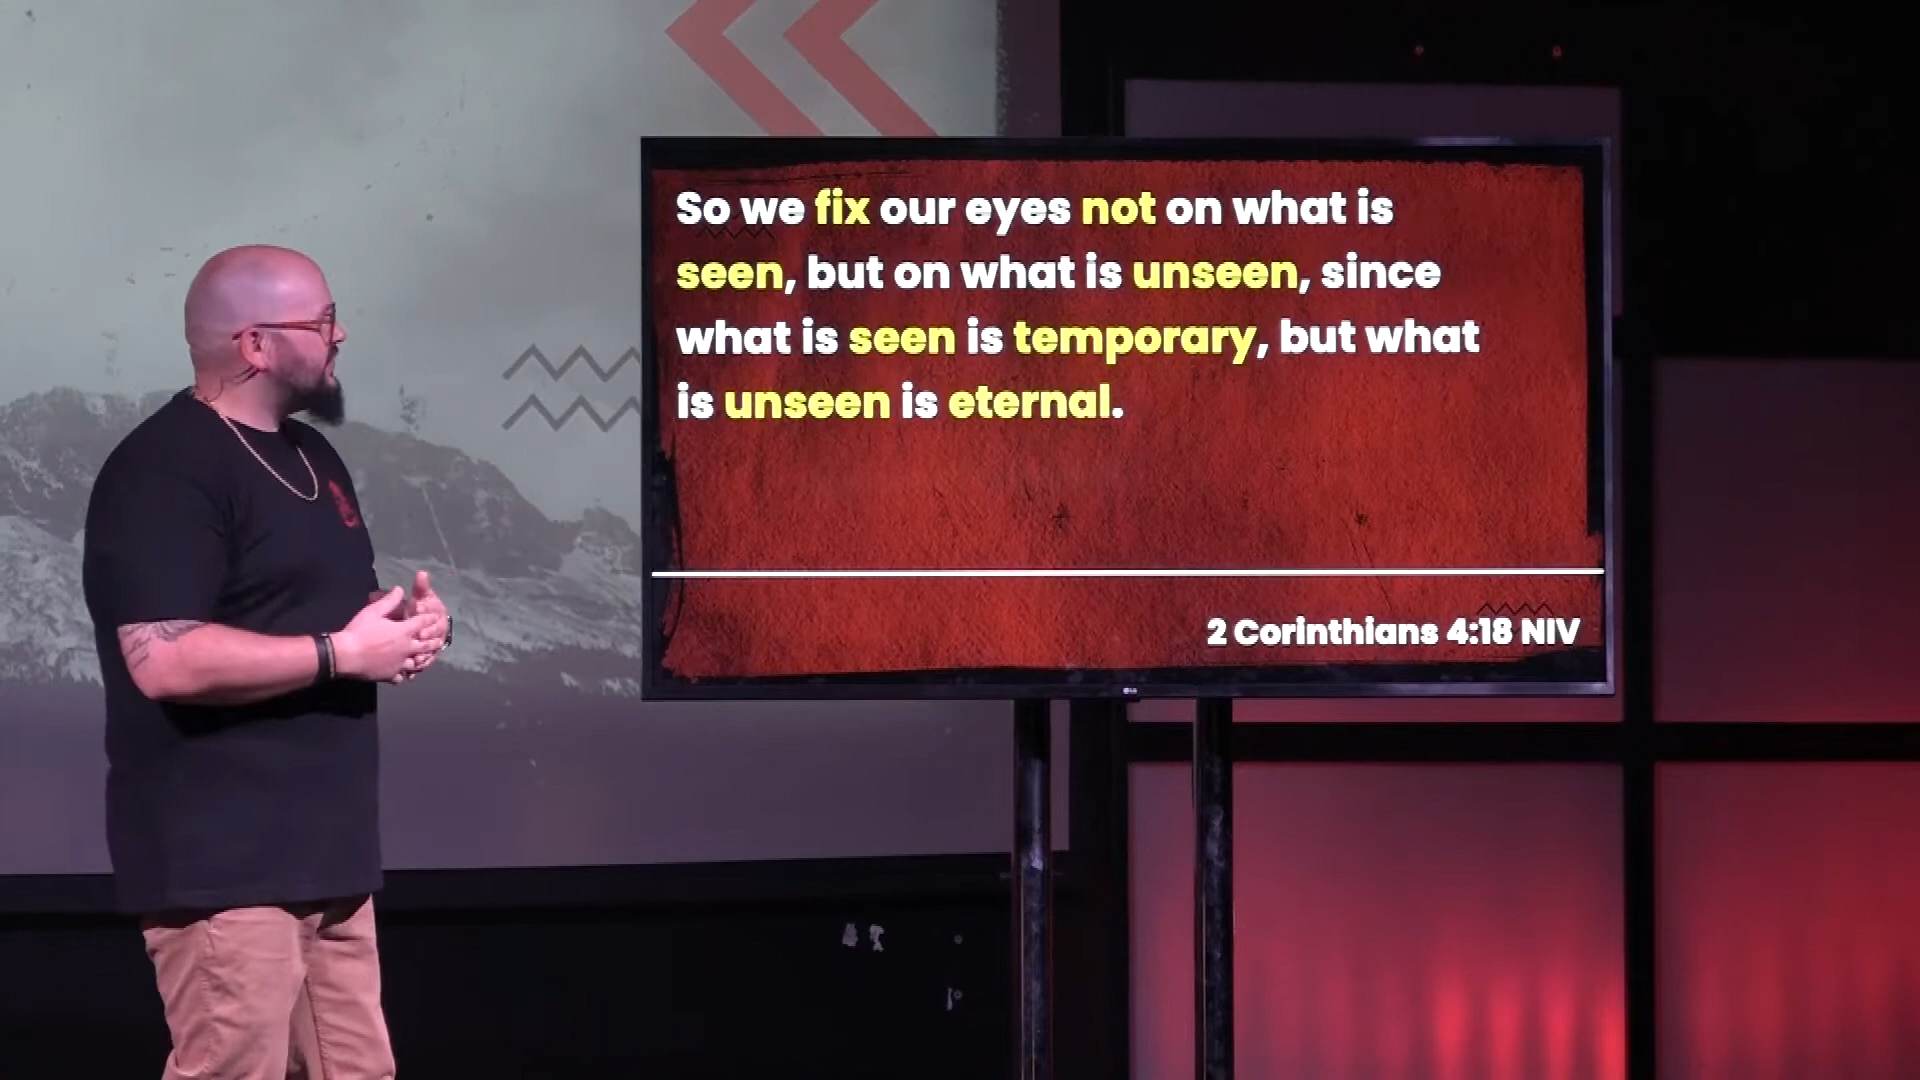 So we fix our eyes not on what is
seen, but on what is unseen, since
what is seen is temporary, but what
is unseen is eternal.
2 Corinthians 4:18 NIV
LG